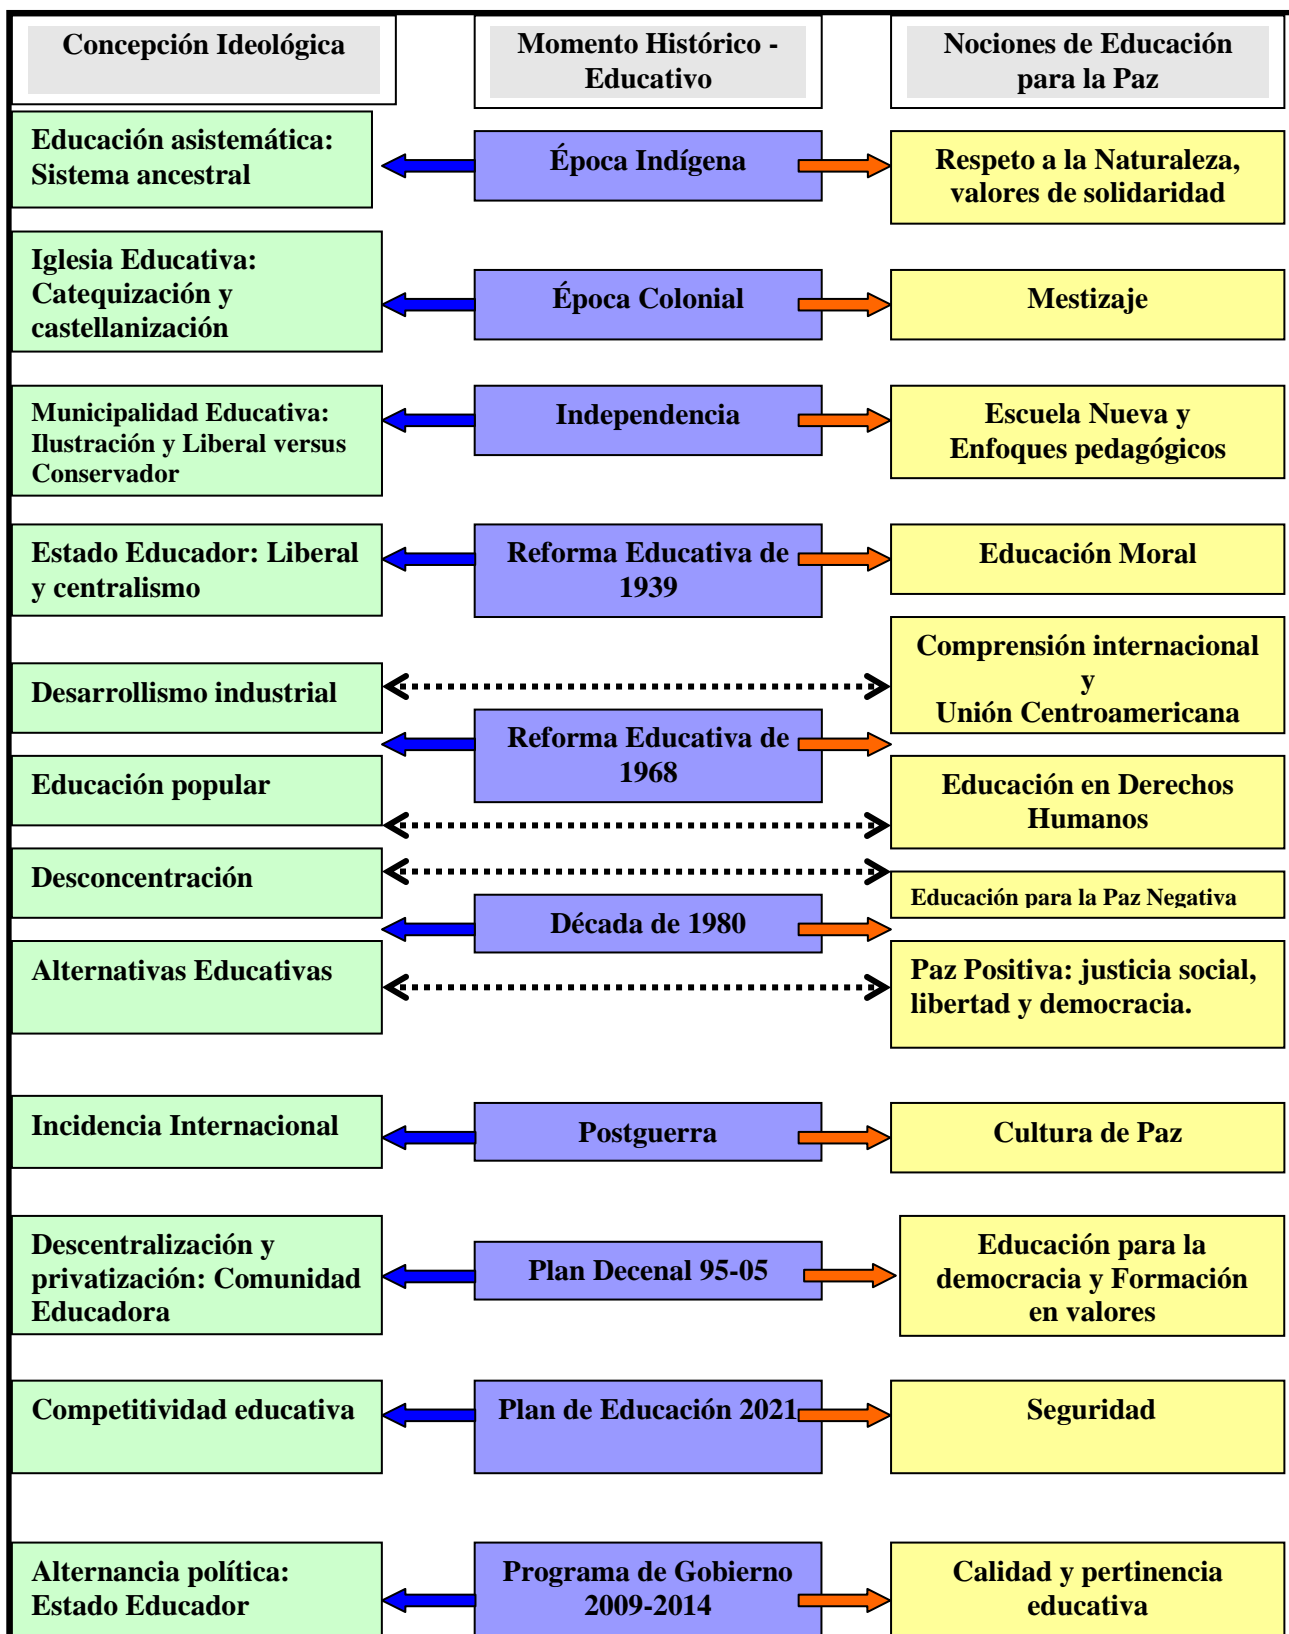 Concepción Ideológica
Momento Histórico -
Educativo
Nociones de Educación
para la Paz
Educación asistemática:
Sistema ancestral
Época Indígena
Respeto a la Naturaleza,
valores de solidaridad
Iglesia Educativa:
Catequización y
castellanización
Época Colonial
Mestizaje
Municipalidad Educativa:
Ilustración y Liberal versus
Conservador
Independencia
Escuela Nueva y
Enfoques pedagógicos
Estado Educador: Liberal
y centralismo
Reforma Educativa de
1939
Educación Moral
Desarrollismo industrial
Comprensión internacional
y
Unión Centroamericana
Reforma Educativa de
1968
Educación popular
Educación en Derechos
Humanos
Desconcentración
Educación para la Paz Negativa
Década de 1980
Alternativas Educativas
Paz Positiva: justicia social,
libertad y democracia.
Incidencia Internacional
Postguerra
Cultura de Paz
Descentralización y
privatización: Comunidad
Educadora
Plan Decenal 95-05
Educación para la
democracia y Formación
en valores
Competitividad educativa
Plan de Educación 2021
Seguridad
Alternancia política:
Estado Educador
Programa de Gobierno
2009-2014
Calidad y pertinencia
educativa